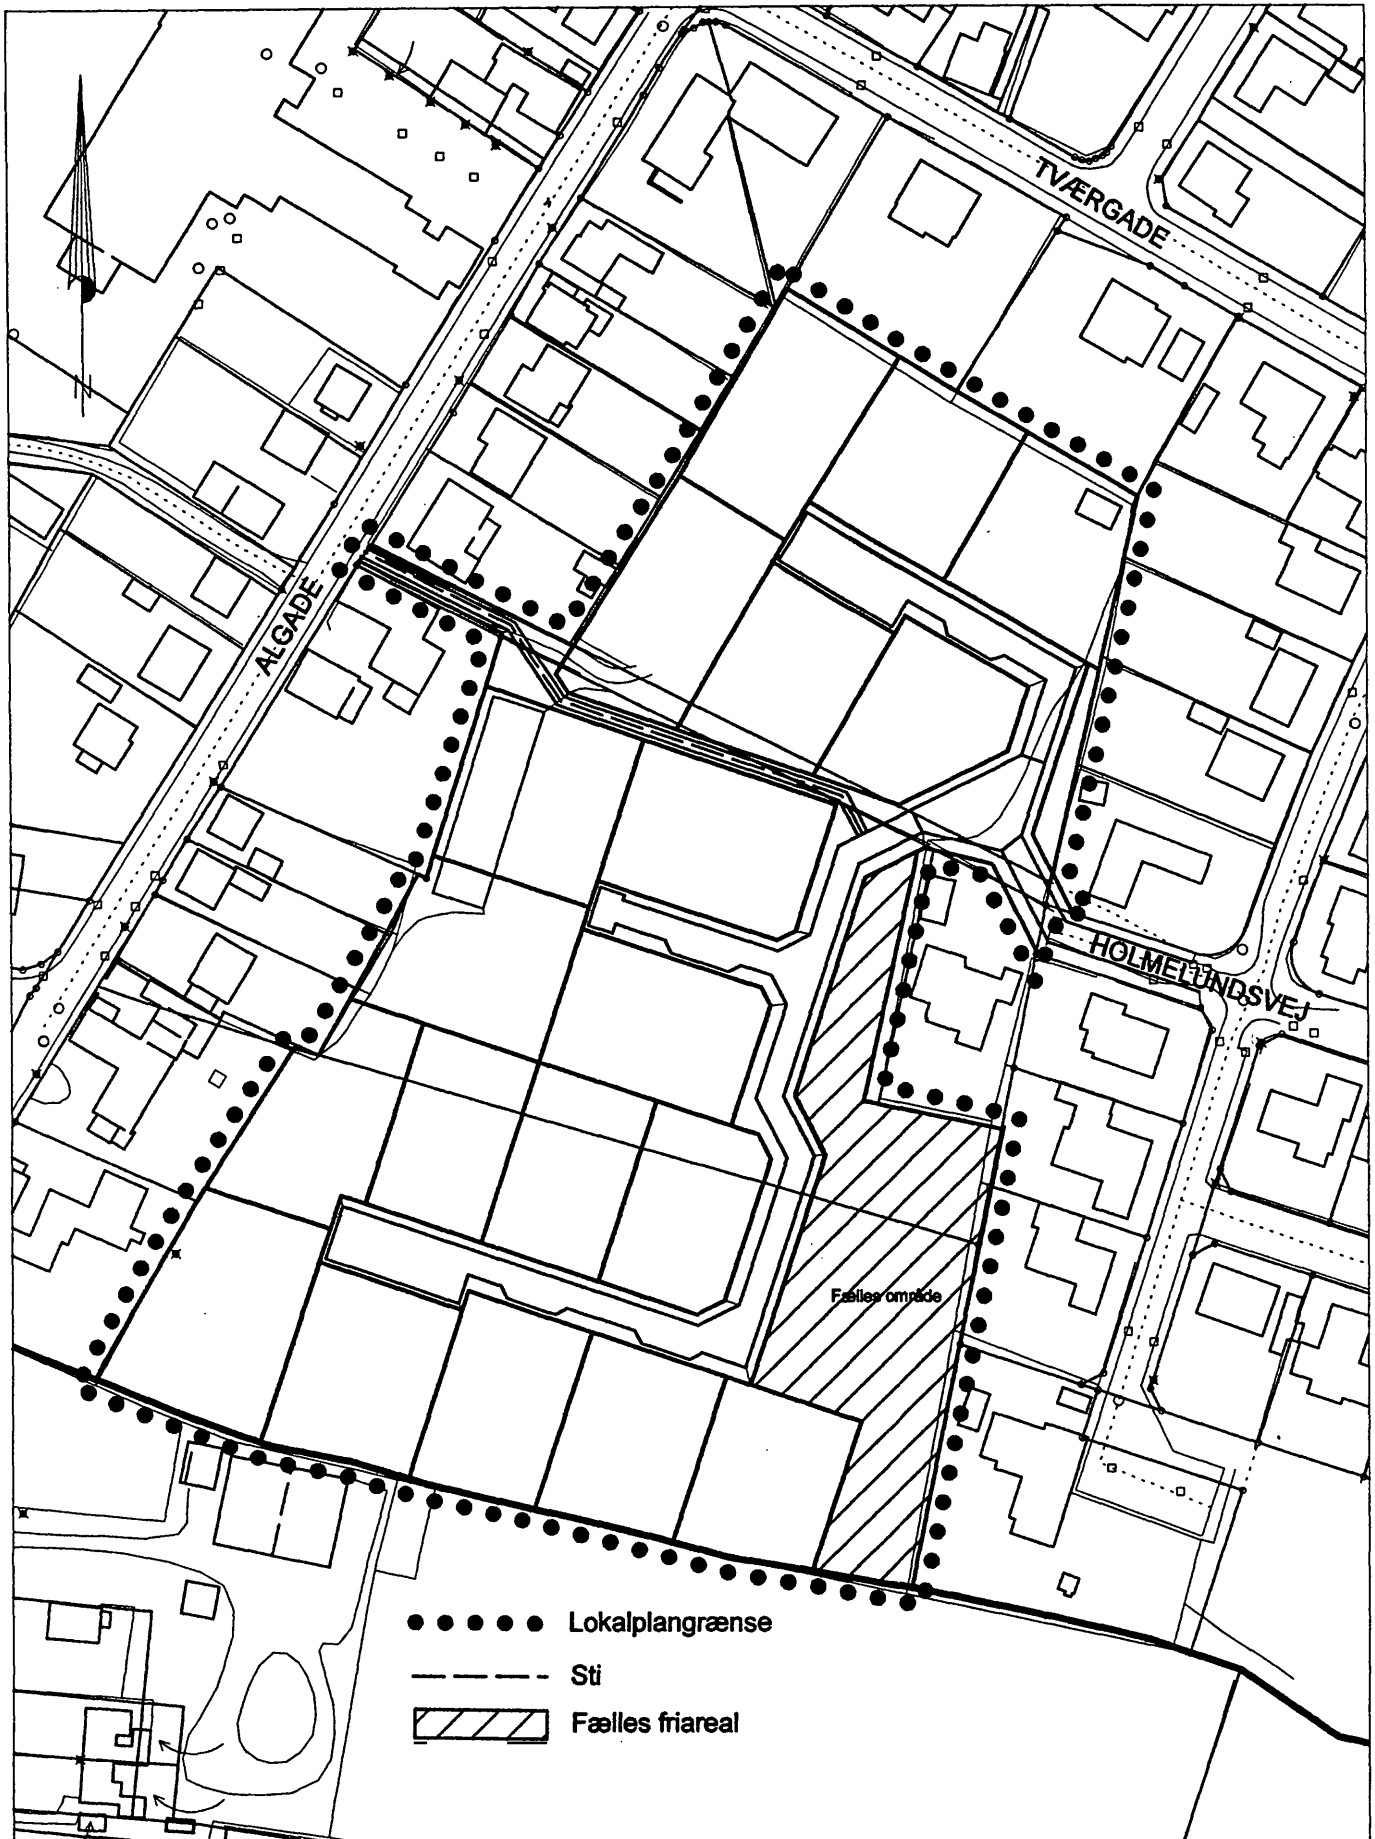 TVÆRGADE
N
ALGADE
HOLMELUNDSVEJ
Fælles område
Lokalplangrænse
Sti
Fælles friareal